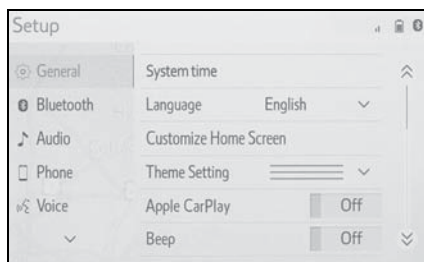 Setup
General
Bluetooth
Audio
Phone
Voice
System time
Language English
Customize Home Screen
Theme Setting
Apple CarPlay Off
Beep Off